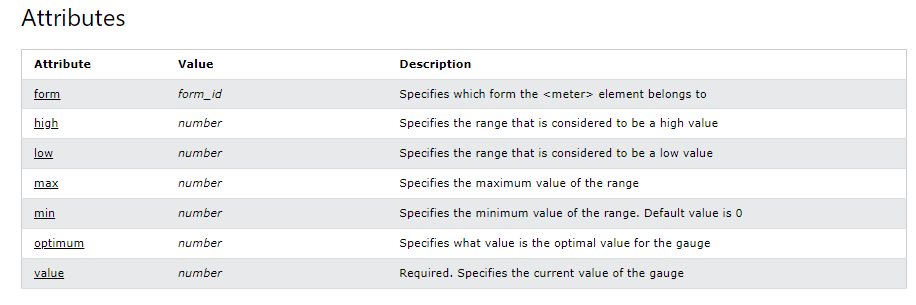 Attributes
Attribute Value Description
form form_id Specifies which form the <meter> element belongs to
high number Specifies the range that is considered to be a high value
low number Specifies the range that is considered to be a low value
max number Specifies the maximum value of the range
min number Specifies the minimum value of the range. Default value is 0
optimum number Specifies what value is the optimal value for the gauge
value number Required. Specifies the current value of the gauge